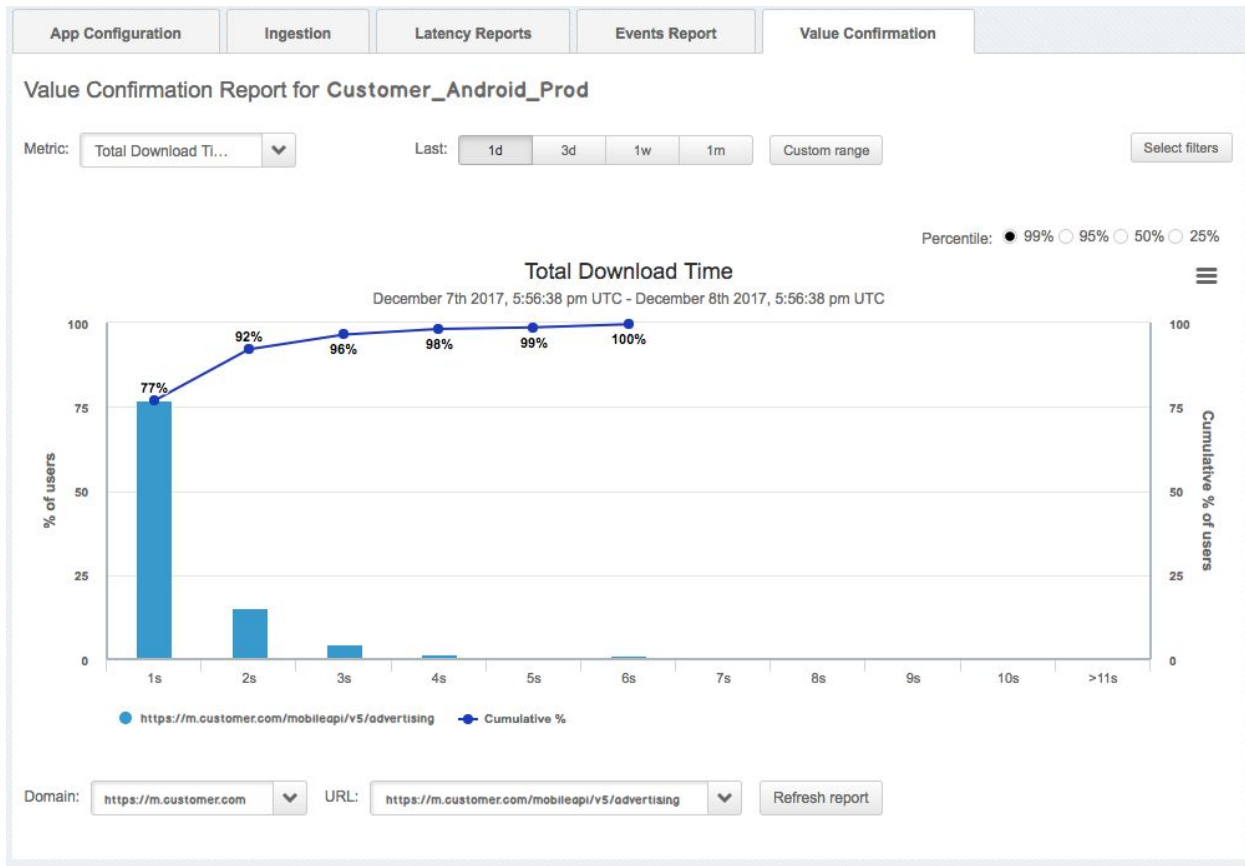 App Configuration Ingestion Latency Reports Events Report Value Confirmation
Value Confirmation Report for Customer_Android_Prod
Metric: Total Download Ti... Last: 1d 3d 1w 1m Custom range Select filters
Percentile: 99% 95% 50% 25%
Total Download Time
December 7th 2017, 5:56:38 pm UTC - December 8th 2017, 5:56:38 pm UTC
100 100
77% 92% 96% 98% 99% 100%
75 75
50 50
25 25
0 0
% of users
Cumulative % of users
1s 2s 3s 4s 5s 6s 7s 8s 9s 10s >11s
https://m.customer.com/mobileapi/v5/advertising Cumulative %
Domain: https://m.customer.com URL: https://m.customer.com/mobileapi/v5/advertising Refresh report